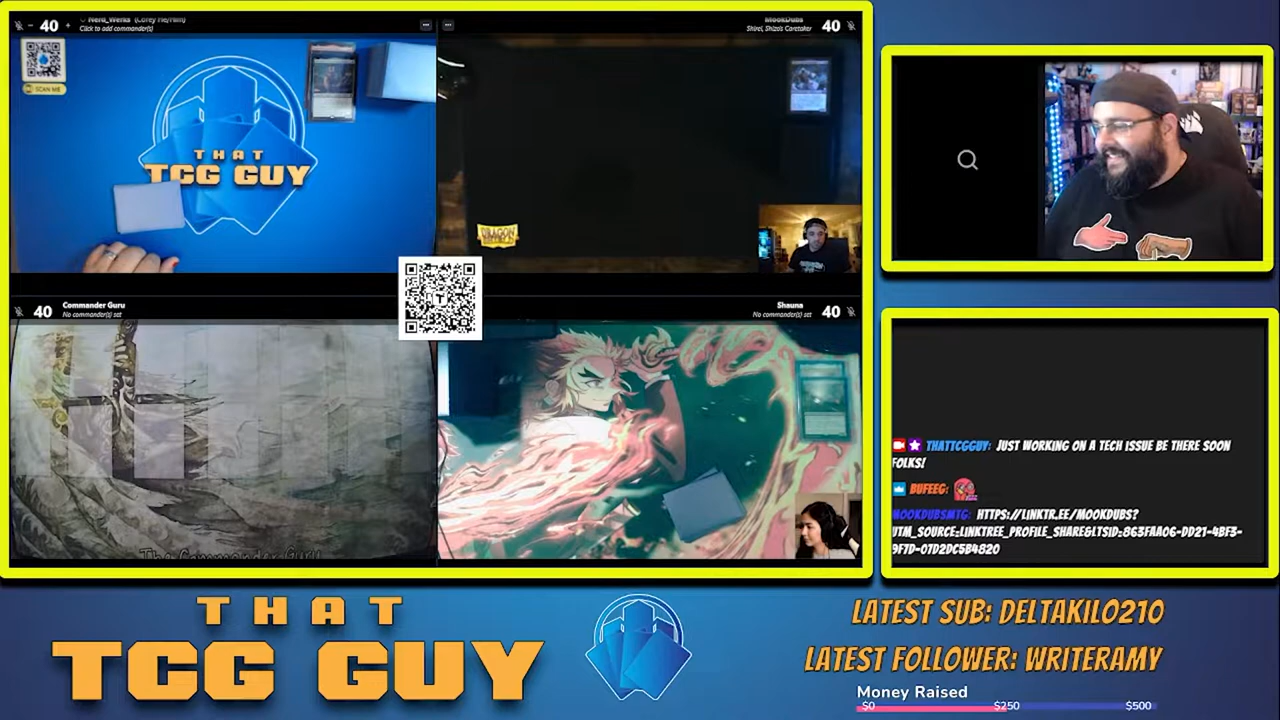 40
Nerd_Werks (Corey He/Him)
Click to add commander(s)
MookDubs
Shirei, Shizo's Caretaker
40
SCAN ME
THAT
TCG GUY
DRAGON
40
Commander Guru
No commander(s) set
Shauna
No commander(s) set
40
The Commander Guru
THATTCGGUY: JUST WORKING ON A TECH ISSUE BE THERE SOON
FOLKS!
BUFEEG:
MOOKDUBSMTG: HTTPS://LINKTR.EE/MOOKDUBS?
UTM_SOURCE=LINKTREE_PROFILE_SHARE&LTSID=863FAA06-DD21-4BF3-
9F7D-07D2DC5B4820
THAT
TCG GUY
LATEST SUB: DELTAKILO210
LATEST FOLLOWER: WRITERAMY
Money Raised
$0 $250 $500